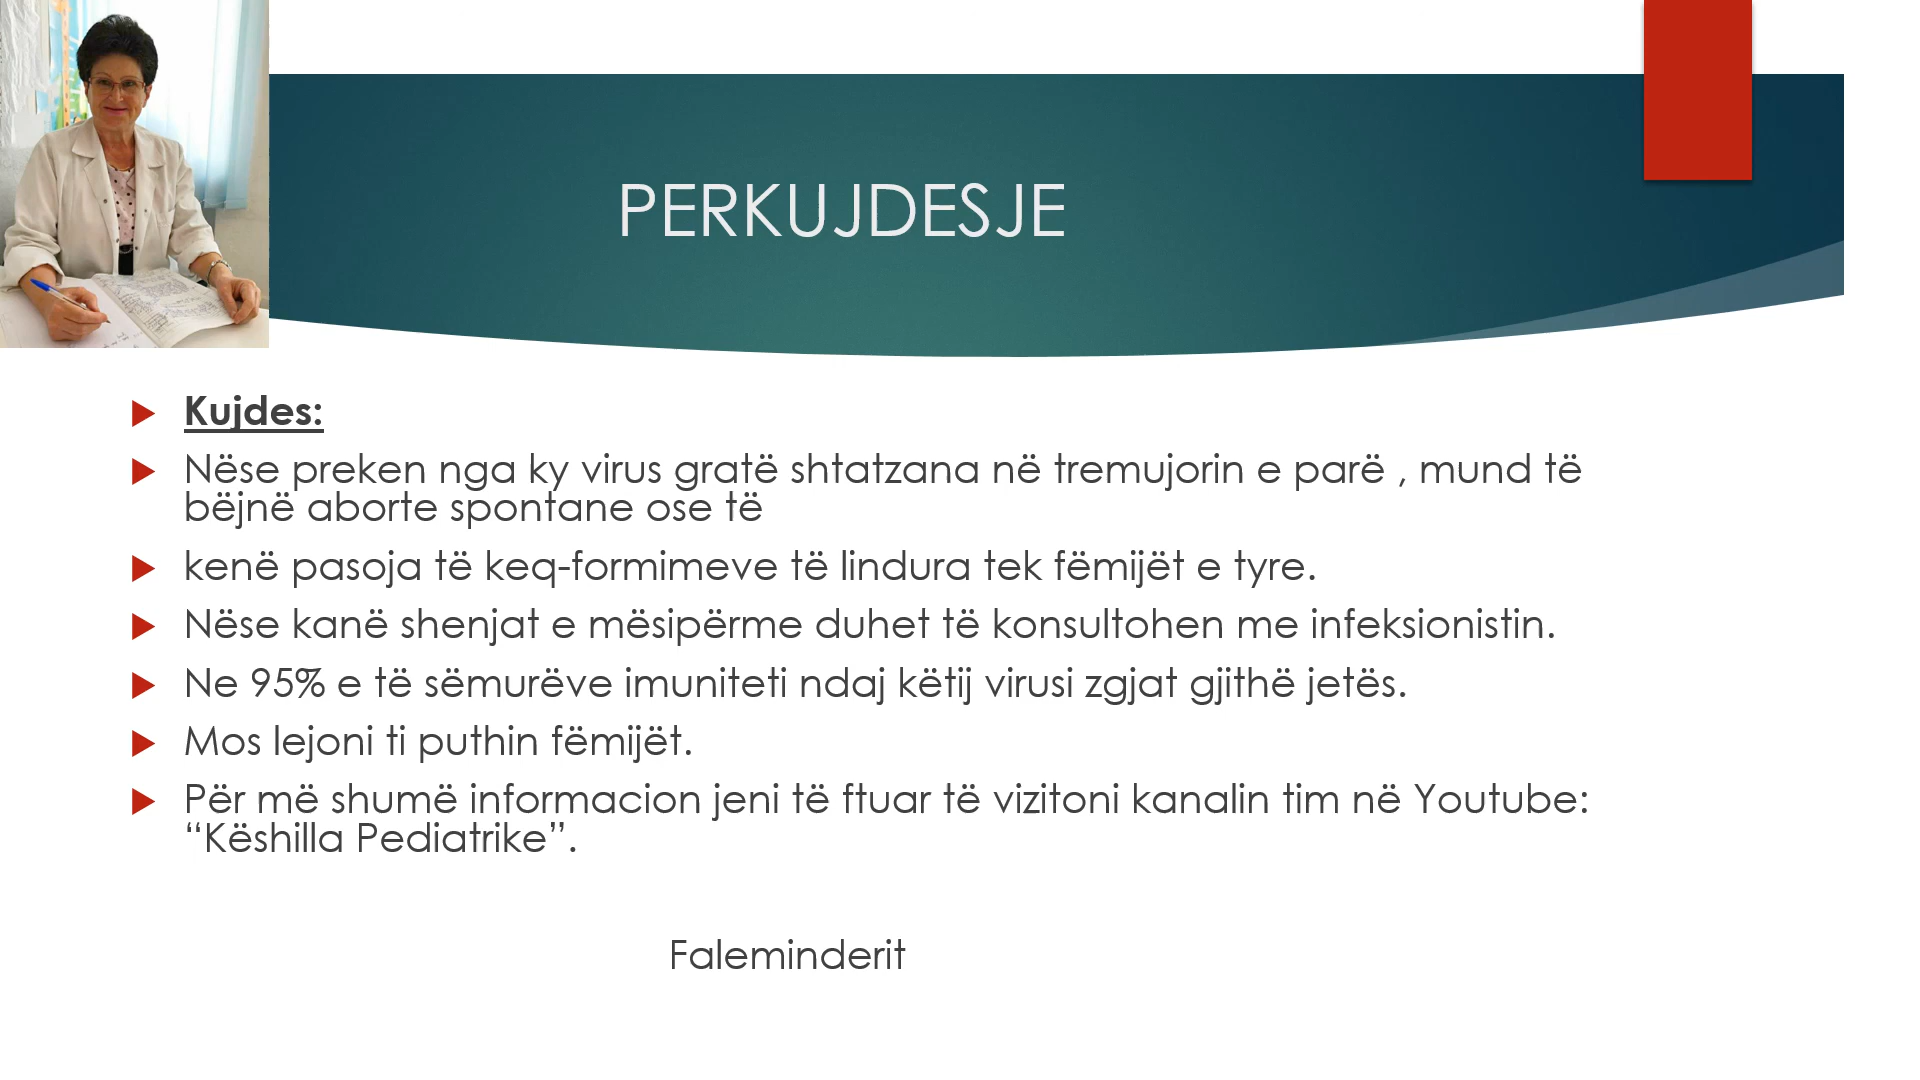 PERKUJDESJE
Kujdes:
Nëse preken nga ky virus gratë shtatzana në tremujorin e parë , mund të
bëjnë aborte spontane ose të
kenë pasoja të keq-formimeve të lindura tek fëmijët e tyre.
Nëse kanë shenjat e mësipërme duhet të konsultohen me infeksionistin.
Ne 95% e të sëmurëve imuniteti ndaj këtij virusi zgjat gjithë jetës.
Mos lejoni ti puthin fëmijët.
Për më shumë informacion jeni të ftuar të vizitoni kanalin tim në Youtube:
“Këshilla Pediatrike”.
Faleminderit